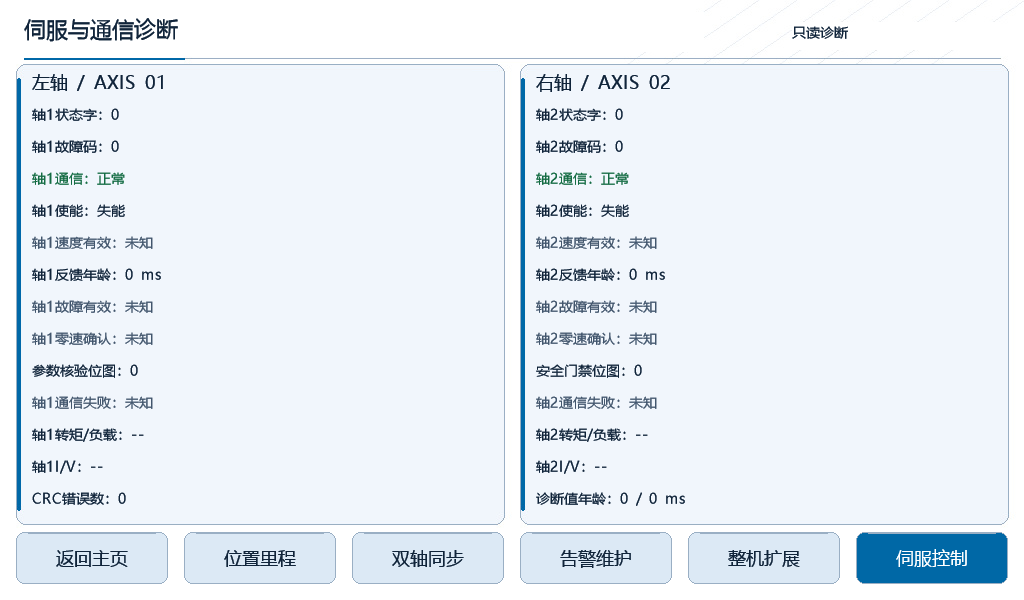 伺服与通信诊断
只读诊断
左轴 / AXIS 01
轴1状态字：0
轴1故障码：0
轴1通信：正常
轴1使能：失能
轴1速度有效：未知
轴1反馈年龄：0 ms
轴1故障有效：未知
轴1零速确认：未知
参数核验位图：0
轴1通信失败：未知
轴1转矩/负载：--
轴1I/V：--
CRC错误数：0
右轴 / AXIS 02
轴2状态字：0
轴2故障码：0
轴2通信：正常
轴2使能：失能
轴2速度有效：未知
轴2反馈年龄：0 ms
轴2故障有效：未知
轴2零速确认：未知
安全门禁位图：0
轴2通信失败：未知
轴2转矩/负载：--
轴2I/V：--
诊断值年龄：0 / 0 ms
返回主页
位置里程
双轴同步
告警维护
整机扩展
伺服控制